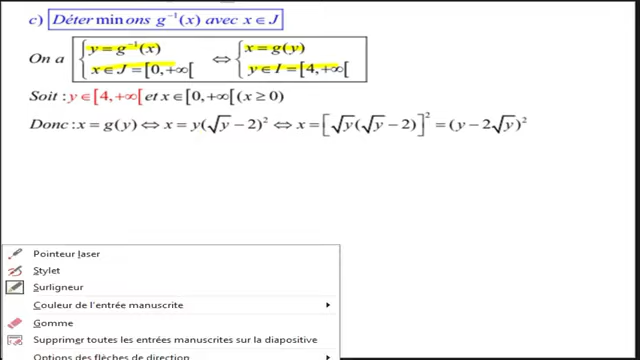 c) Déterminons g⁻¹(x) avec x ∈ J
On a { y = g⁻¹(x) ; x ∈ J = [0, +∞[ ⇔ { x = g(y) ; y ∈ I = [4, +∞[
Soit : y ∈ [4, +∞[ et x ∈ [0, +∞[ (x ≥ 0)
Donc : x = g(y) ⇔ x = y(√y − 2)² ⇔ x = [√y(√y − 2)]² = (y − 2√y)²
Pointeur laser
Stylet
Surligneur
Couleur de l'entrée manuscrite
Gomme
Supprimer toutes les entrées manuscrites sur la diapositive
Options des flèches de direction